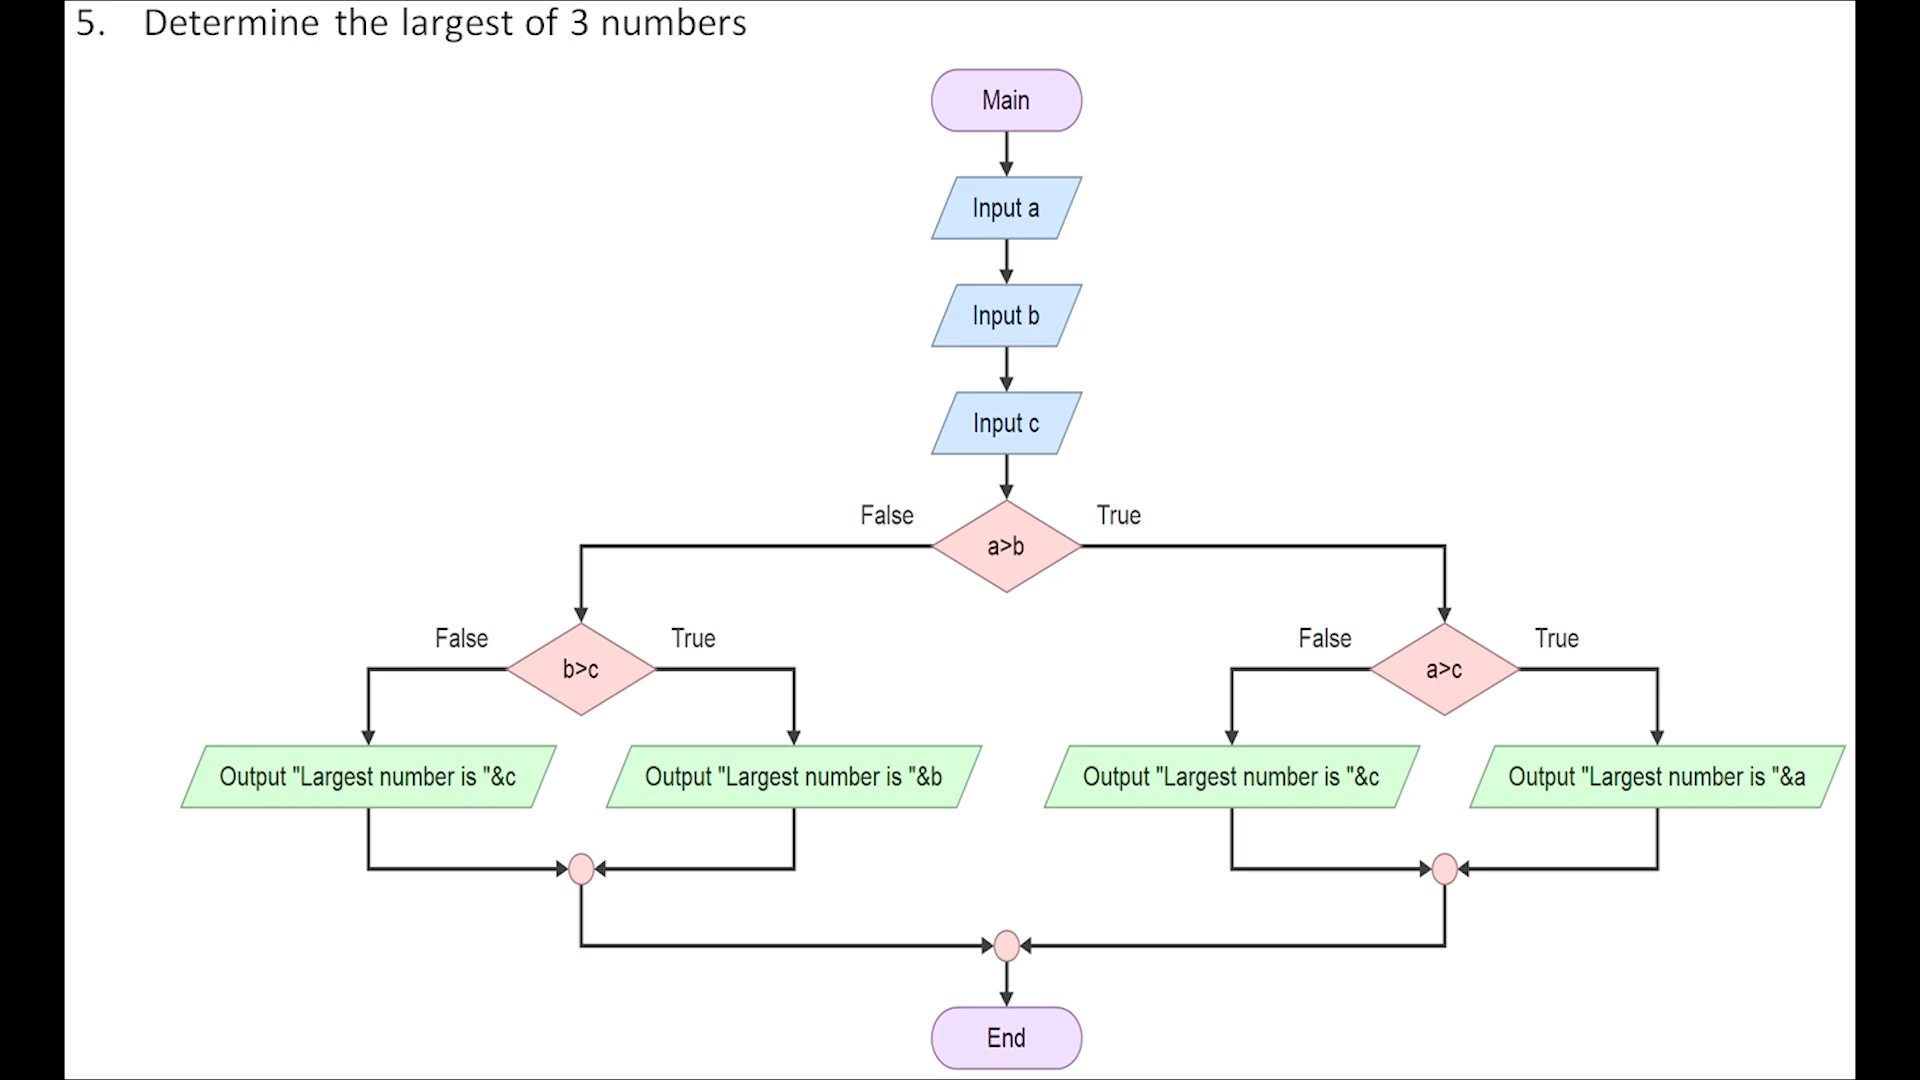 5. Determine the largest of 3 numbers
Main
Input a
Input b
Input c
False
True
a>b
False
True
False
True
b>c
a>c
Output "Largest number is "&c
Output "Largest number is "&b
Output "Largest number is "&c
Output "Largest number is "&a
End